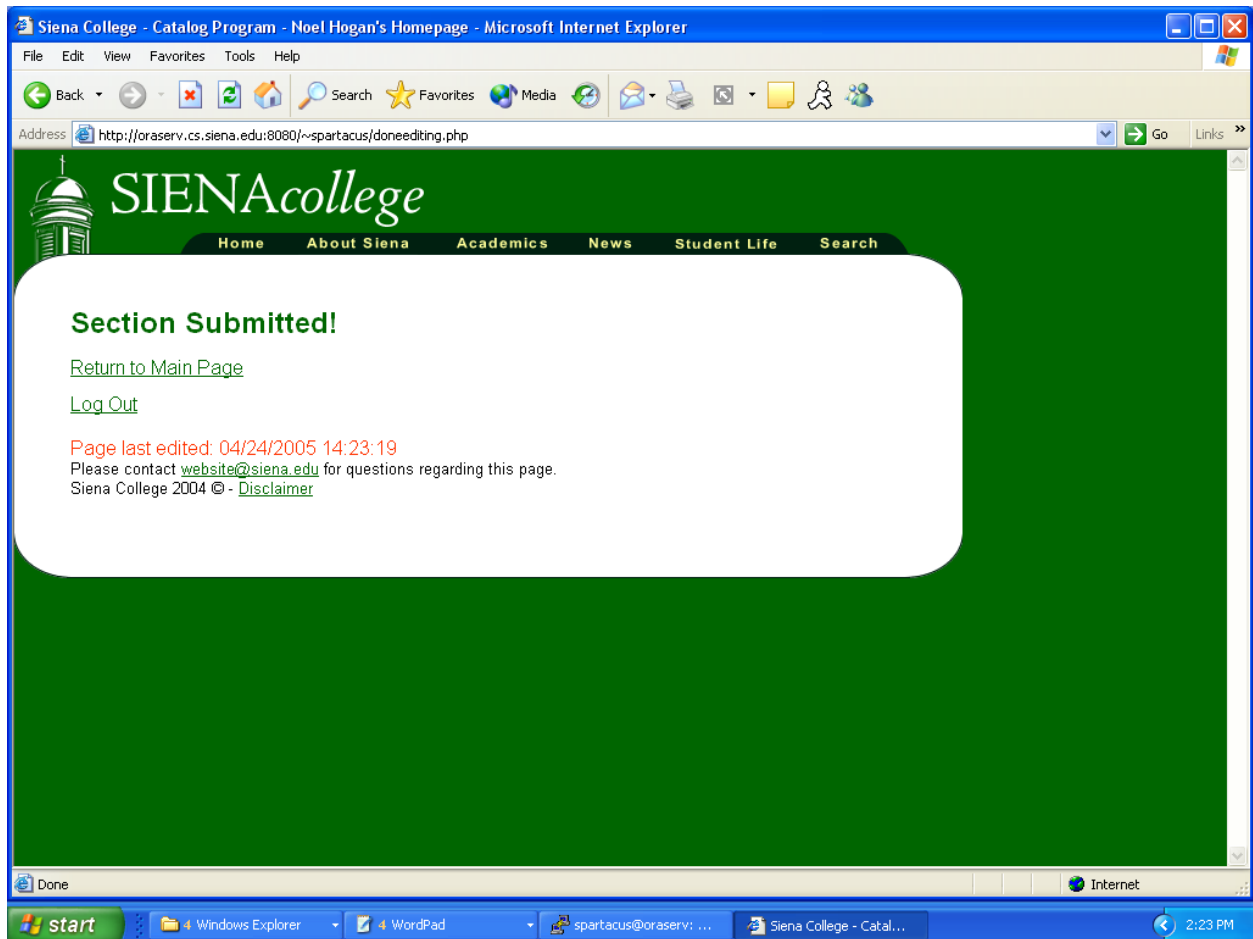 Siena College - Catalog Program - Noel Hogan's Homepage - Microsoft Internet Explorer
File Edit View Favorites Tools Help
Back Search Favorites Media
Address http://oraserv.cs.siena.edu:8080/~spartacus/doneediting.php Go Links »
SIENAcollege
Home About Siena Academics News Student Life Search
Section Submitted!
Return to Main Page
Log Out
Page last edited: 04/24/2005 14:23:19
Please contact website@siena.edu for questions regarding this page.
Siena College 2004 © - Disclaimer
Done Internet
start 4 Windows Explorer 4 WordPad spartacus@oraserv: ... Siena College - Catal... 2:23 PM